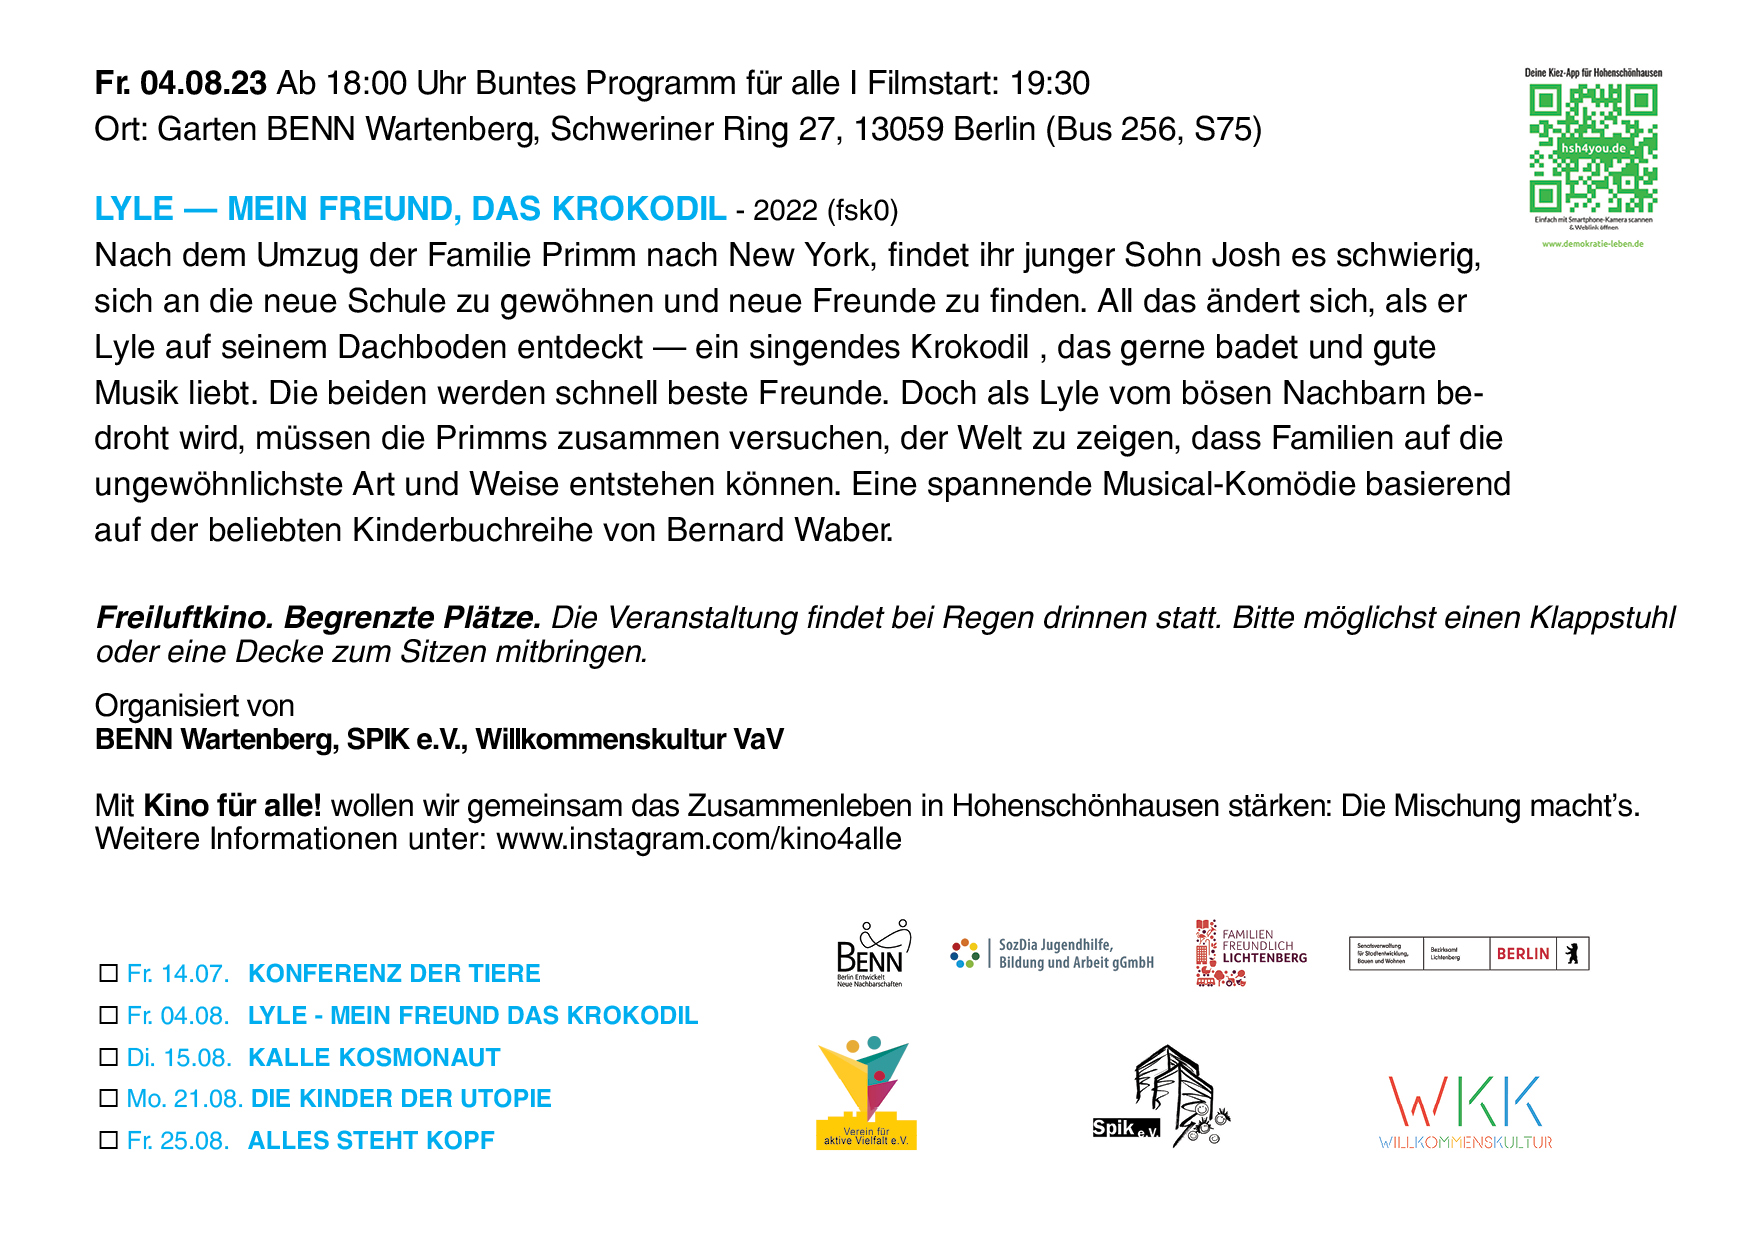 Fr. 04.08.23 Ab 18:00 Uhr Buntes Programm für alle I Filmstart: 19:30
Ort: Garten BENN Wartenberg, Schweriner Ring 27, 13059 Berlin (Bus 256, S75)
Deine Kiez-App für Hohenschönhausen
hsh4you.de
Einfach mit Smartphone-Kamera scannen
& Weblink öffnen
www.demokratie-leben.de
LYLE — MEIN FREUND, DAS KROKODIL - 2022 (fsk0)
Nach dem Umzug der Familie Primm nach New York, findet ihr junger Sohn Josh es schwierig,
sich an die neue Schule zu gewöhnen und neue Freunde zu finden. All das ändert sich, als er
Lyle auf seinem Dachboden entdeckt — ein singendes Krokodil , das gerne badet und gute
Musik liebt. Die beiden werden schnell beste Freunde. Doch als Lyle vom bösen Nachbarn be-
droht wird, müssen die Primms zusammen versuchen, der Welt zu zeigen, dass Familien auf die
ungewöhnlichste Art und Weise entstehen können. Eine spannende Musical-Komödie basierend
auf der beliebten Kinderbuchreihe von Bernard Waber.
Freiluftkino. Begrenzte Plätze. Die Veranstaltung findet bei Regen drinnen statt. Bitte möglichst einen Klappstuhl
oder eine Decke zum Sitzen mitbringen.
Organisiert von
BENN Wartenberg, SPIK e.V., Willkommenskultur VaV
Mit Kino für alle! wollen wir gemeinsam das Zusammenleben in Hohenschönhausen stärken: Die Mischung macht's.
Weitere Informationen unter: www.instagram.com/kino4alle
☐ Fr. 14.07. KONFERENZ DER TIERE
☐ Fr. 04.08. LYLE - MEIN FREUND DAS KROKODIL
☐ Di. 15.08. KALLE KOSMONAUT
☐ Mo. 21.08. DIE KINDER DER UTOPIE
☐ Fr. 25.08. ALLES STEHT KOPF
BENN
Berlin Entwickelt
Neue Nachbarschaften
SozDia Jugendhilfe,
Bildung und Arbeit gGmbH
FAMILIEN
FREUNDLICH
LICHTENBERG
Senatsverwaltung
für Stadtentwicklung,
Bauen und Wohnen
Bezirksamt
Lichtenberg
BERLIN
Verein für
aktive Vielfalt e.V.
Spik e.V.
WKK
WILLKOMMENSKULTUR